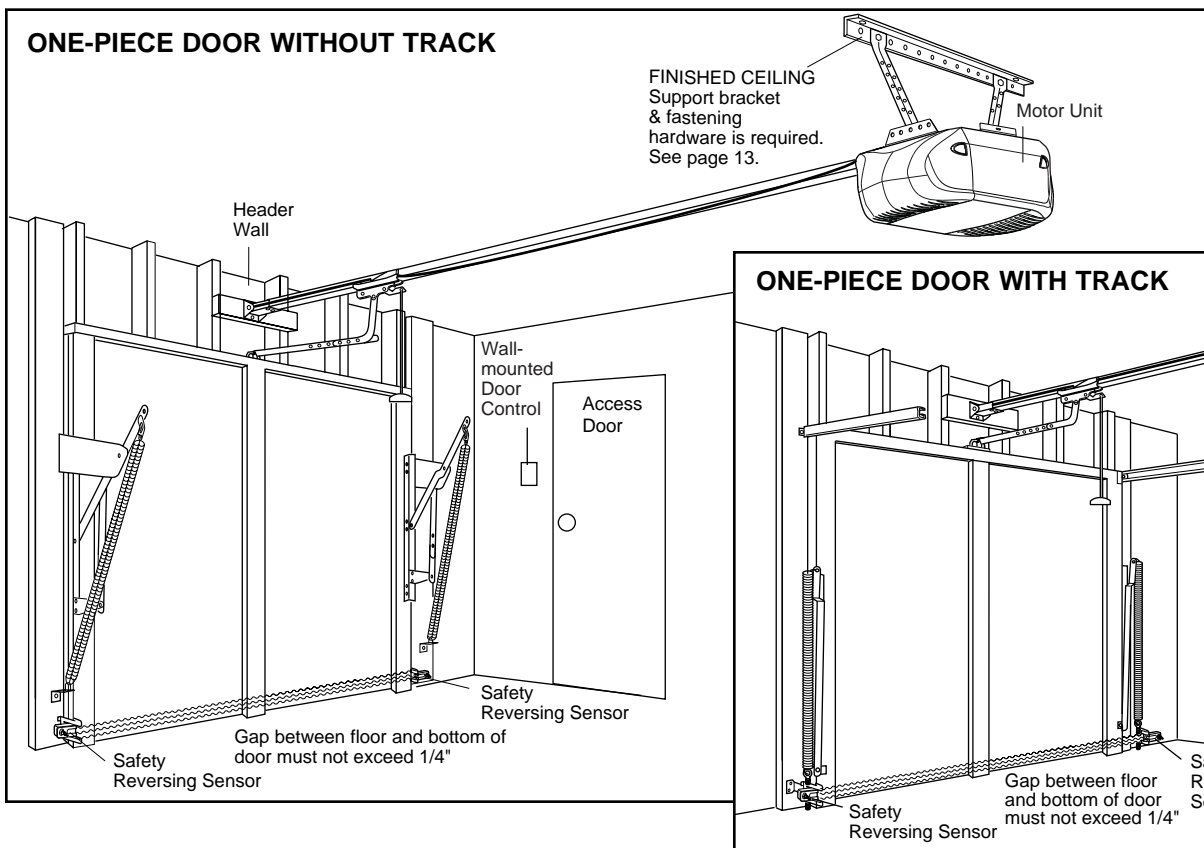 ONE-PIECE DOOR WITHOUT TRACK
FINISHED CEILING
Support bracket
& fastening
hardware is required.
See page 13.
Motor Unit
Header
Wall
Wall-
mounted
Door
Control
Access
Door
Safety
Reversing Sensor
Gap between floor and bottom of
door must not exceed 1/4"
Safety
Reversing Sensor
ONE-PIECE DOOR WITH TRACK
Gap between floor
and bottom of door
must not exceed 1/4"
Safety
Reversing Sensor